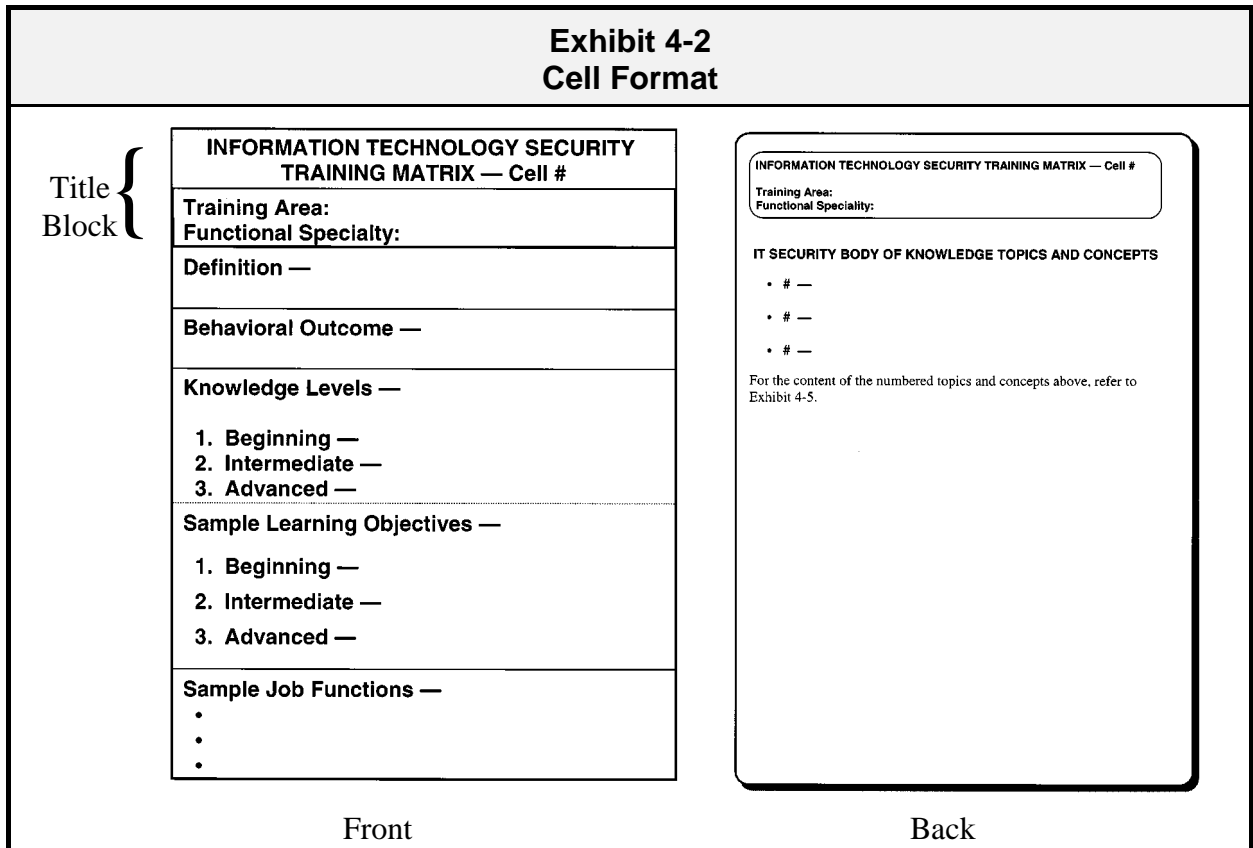 Exhibit 4-2
Cell Format
Title
Block
INFORMATION TECHNOLOGY SECURITY
TRAINING MATRIX — Cell #
Training Area:
Functional Specialty:
Definition —
Behavioral Outcome —
Knowledge Levels —
1. Beginning —
2. Intermediate —
3. Advanced —
Sample Learning Objectives —
1. Beginning —
2. Intermediate —
3. Advanced —
Sample Job Functions —
•
•
•
Front
INFORMATION TECHNOLOGY SECURITY TRAINING MATRIX — Cell #
Training Area:
Functional Speciality:
IT SECURITY BODY OF KNOWLEDGE TOPICS AND CONCEPTS
• # —
• # —
• # —
For the content of the numbered topics and concepts above, refer to
Exhibit 4-5.
Back